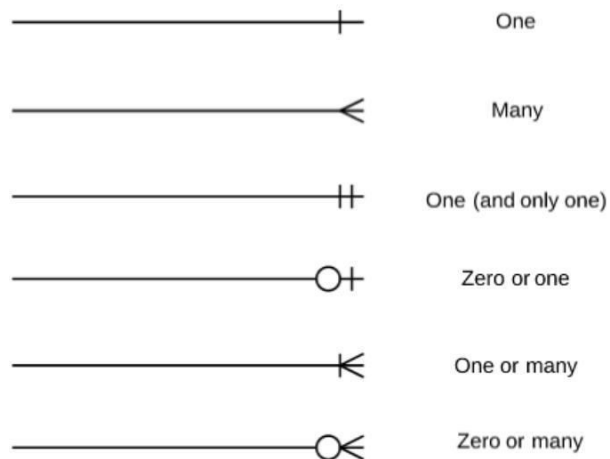 One
Many
One (and only one)
Zero or one
One or many
Zero or many